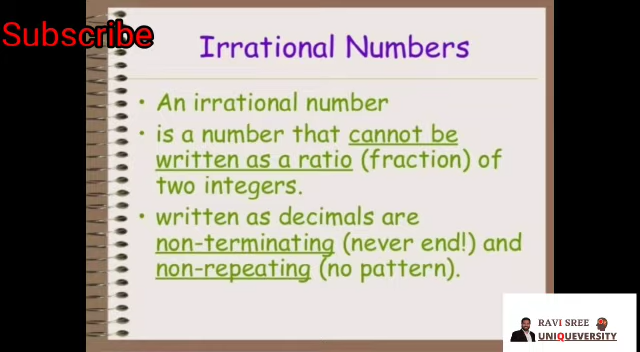 Subscribe
Irrational Numbers
• An irrational number
• is a number that cannot be
written as a ratio (fraction) of
two integers.
• written as decimals are
non-terminating (never end!) and
non-repeating (no pattern).
RAVI SREE
UNIQUEVERSITY